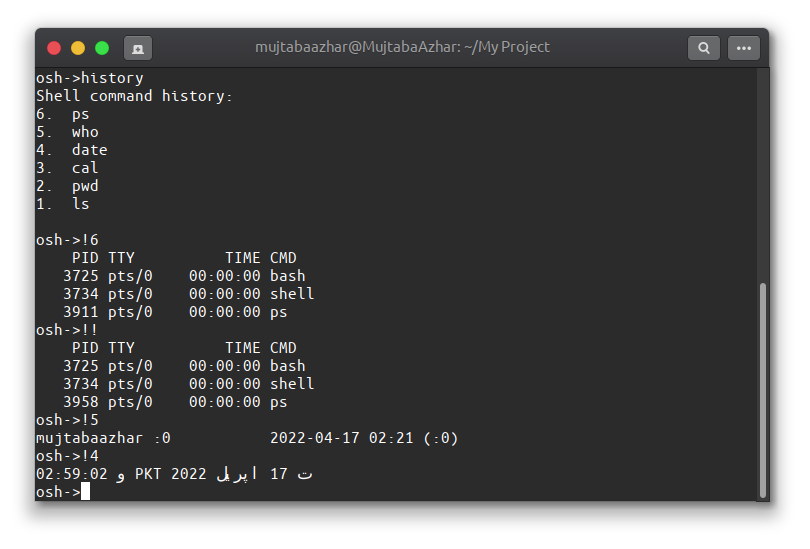 mujtabaazhar@MujtabaAzhar: ~/My Project
osh->history
Shell command history:
6.  ps
5.  who
4.  date
3.  cal
2.  pwd
1.  ls
osh->!6
    PID TTY          TIME CMD
   3725 pts/0    00:00:00 bash
   3734 pts/0    00:00:00 shell
   3911 pts/0    00:00:00 ps
osh->!!
    PID TTY          TIME CMD
   3725 pts/0    00:00:00 bash
   3734 pts/0    00:00:00 shell
   3958 pts/0    00:00:00 ps
osh->!5
mujtabaazhar :0           2022-04-17 02:21 (:0)
osh->!4
02:59:02 و PKT 2022 اپریل 17 ت
osh->